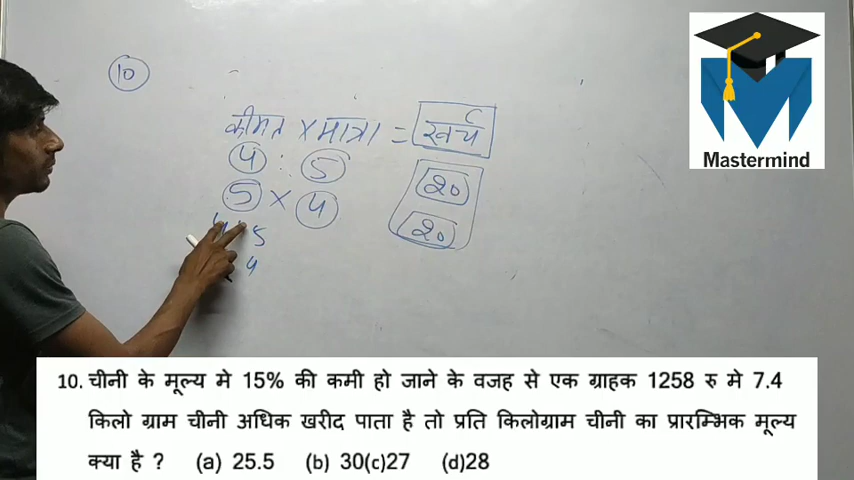 10
Mastermind
कीमत × मात्रा = खर्च
4 : 5 20
5 × 4 20
5
4
10. चीनी के मूल्य मे 15% की कमी हो जाने के वजह से एक ग्राहक 1258 रु मे 7.4
किलो ग्राम चीनी अधिक खरीद पाता है तो प्रति किलोग्राम चीनी का प्रारम्भिक मूल्य
क्या है ? (a) 25.5 (b) 30(c)27 (d)28